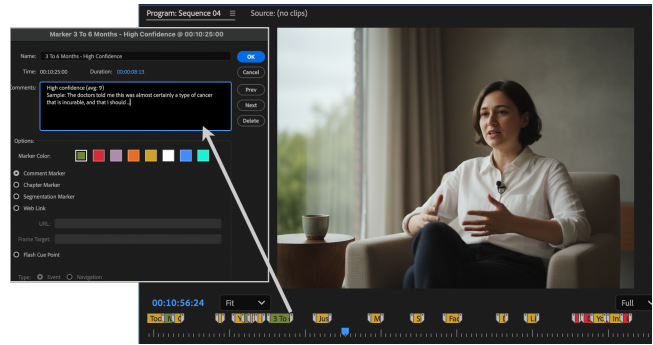 Program: Sequence 04
Source: (no clips)
Marker 3 To 6 Months - High Confidence @ 00:10:25:00
Name: 3 To 6 Months - High Confidence
OK
Time: 00:10:25:00 Duration: 00:00:08:23
Cancel
Comments: High confidence (avg: 9)
Sample: The doctors told me this was almost certainly a type of cancer
that is incurable, and that I should ..
Prev
Next
Delete
Options:
Marker Color:
Comment Marker
Chapter Marker
Segmentation Marker
Web Link
URL:
Frame Target:
Flash Cue Point
Type: Event Navigation
00:10:56:24 Fit Full
3 To Jus M S Fac Li Ye In